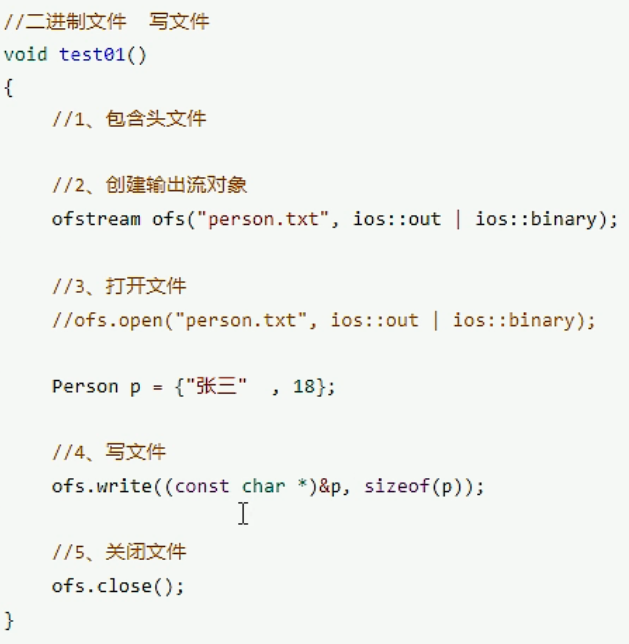 //二进制文件  写文件
void test01()
{
    //1、包含头文件

    //2、创建输出流对象
    ofstream ofs("person.txt", ios::out | ios::binary);

    //3、打开文件
    //ofs.open("person.txt", ios::out | ios::binary);

    Person p = {"张三"  , 18};

    //4、写文件
    ofs.write((const char *)&p, sizeof(p));

    //5、关闭文件
    ofs.close();
}